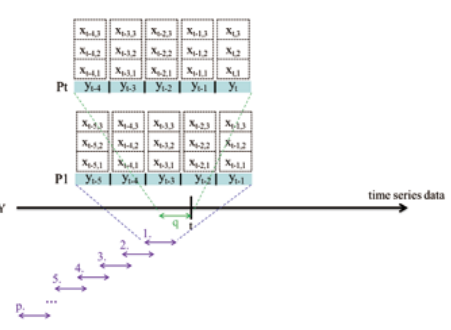 xt-4,3 xt-3,3 xt-2,3 xt-1,3 xt,3
xt-4,2 xt-3,2 xt-2,2 xt-1,2 xt,2
xt-4,1 xt-3,1 xt-2,1 xt-1,1 xt,1
Pt yt-4 yt-3 yt-2 yt-1 yt
xt-5,3 xt-4,3 xt-3,3 xt-2,3 xt-1,3
xt-5,2 xt-4,2 xt-3,2 xt-2,2 xt-1,2
xt-5,1 xt-4,1 xt-3,1 xt-2,1 xt-1,1
P1 yt-5 yt-4 yt-3 yt-2 yt-1
time series data
Y
q t
1.
2.
3.
4.
5.
...
p.